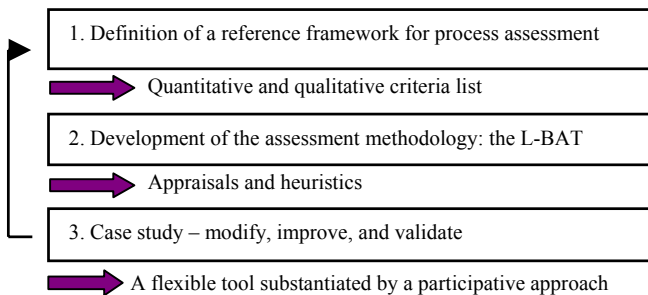 1. Definition of a reference framework for process assessment
Quantitative and qualitative criteria list
2. Development of the assessment methodology: the L-BAT
Appraisals and heuristics
3. Case study – modify, improve, and validate
A flexible tool substantiated by a participative approach